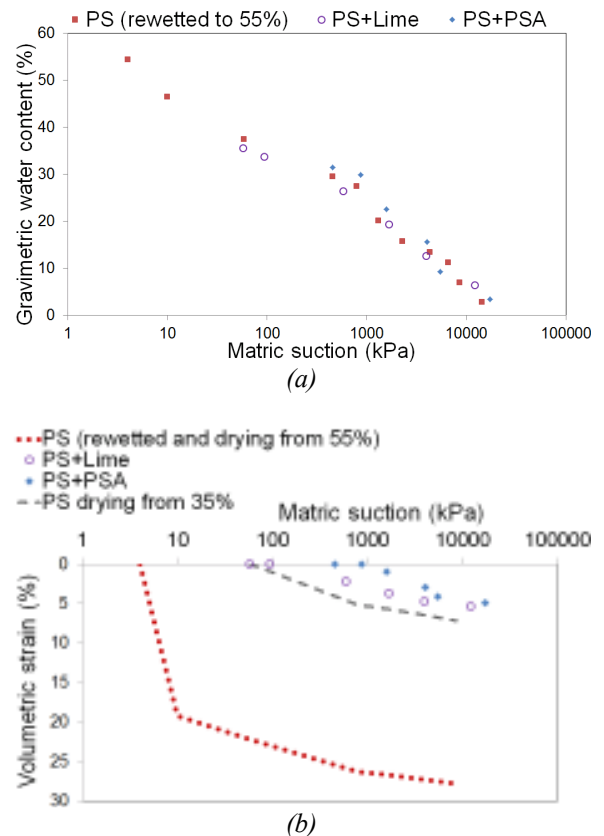 PS (rewetted to 55%) PS+Lime PS+PSA
60
50
40
30
20
10
0
Gravimetric water content (%)
1 10 100 1000 10000 100000
Matric suction (kPa)
(a)
PS (rewetted and drying from 55%)
PS+Lime
PS+PSA
PS drying from 35%
Matric suction (kPa)
1 10 100 1000 10000 100000
0
5
10
15
20
25
30
Volumetric strain (%)
(b)